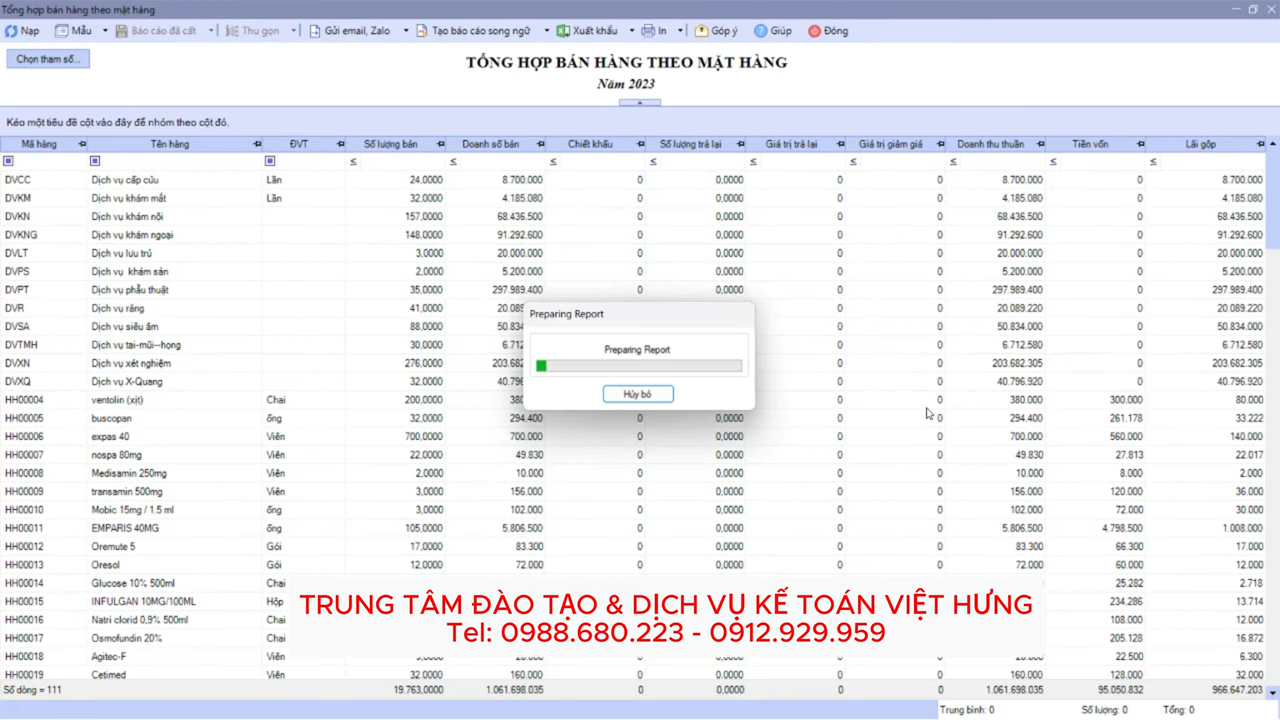 Tổng hợp bán hàng theo mặt hàng
Nạp Mẫu Báo cáo đã cất Thu gọn Gửi email, Zalo Tạo báo cáo song ngữ Xuất khẩu In Góp ý Giúp Đóng
Chọn tham số...
TỔNG HỢP BÁN HÀNG THEO MẶT HÀNG
Năm 2023
Kéo một tiêu đề cột vào đây để nhóm theo cột đó.
Mã hàng Tên hàng ĐVT Số lượng bán Doanh số bán Chiết khấu Số lượng trả lại Giá trị trả lại Giá trị giảm giá Doanh thu thuần Tiền vốn Lãi gộp
≤ ≤ ≤ ≤ ≤ ≤ ≤ ≤ ≤
DVCC Dịch vụ cấp cứu Lần 24,0000 8.700.000 0 0,0000 0 0 8.700.000 0 8.700.000
DVKM Dịch vụ khám mắt Lần 32,0000 4.185.080 0 0,0000 0 0 4.185.080 0 4.185.080
DVKN Dịch vụ khám nội 157,0000 68.436.500 0 0,0000 0 0 68.436.500 0 68.436.500
DVKNG Dịch vụ khám ngoại 148,0000 91.292.600 0 0,0000 0 0 91.292.600 0 91.292.600
DVLT Dịch vụ lưu trú 3,0000 20.000.000 0 0,0000 0 0 20.000.000 0 20.000.000
DVPS Dịch vụ khám sản 2,0000 5.200.000 0 0,0000 0 0 5.200.000 0 5.200.000
DVPT Dịch vụ phẫu thuật 35,0000 297.989.400 0 0,0000 0 0 297.989.400 0 297.989.400
DVR Dịch vụ răng 41,0000 20.089 0 0 20.089.220 0 20.089.220
DVSA Dịch vụ siêu âm 88,0000 50.834 0 0 50.834.000 0 50.834.000
DVTMH Dịch vụ tai-mũi--họng 30,0000 6.712 0 0 6.712.580 0 6.712.580
DVXN Dịch vụ xét nghiệm 276,0000 203.682 0 0 203.682.305 0 203.682.305
DVXQ Dịch vụ X-Quang 32,0000 40.796 0 0 40.796.920 0 40.796.920
HH00004 ventolin (xịt) Chai 200,0000 380 0 0 380.000 300.000 80.000
Preparing Report
Preparing Report
Hủy bỏ
HH00005 buscopan ống 32,0000 294.400 0 0,0000 0 0 294.400 261.178 33.222
HH00006 expas 40 Viên 700,0000 700.000 0 0,0000 0 0 700.000 560.000 140.000
HH00007 nospa 80mg Viên 22,0000 49.830 0 0,0000 0 0 49.830 27.813 22.017
HH00008 Medisamin 250mg Viên 2,0000 10.000 0 0,0000 0 0 10.000 8.000 2.000
HH00009 transamin 500mg Viên 3,0000 156.000 0 0,0000 0 0 156.000 120.000 36.000
HH00010 Mobic 15mg / 1.5 ml ống 3,0000 102.000 0 0,0000 0 0 102.000 72.000 30.000
HH00011 EMPARIS 40MG ống 105,0000 5.806.500 0 0,0000 0 0 5.806.500 4.798.500 1.008.000
HH00012 Oremute 5 Gói 17,0000 83.300 0 0,0000 0 0 83.300 66.300 17.000
HH00013 Oresol Gói 12,0000 72.000 0 0,0000 0 0 72.000 60.000 12.000
HH00014 Glucose 10% 500ml Chai 25.282 2.718
HH00015 INFULGAN 10MG/100ML Hộp 234.286 13.714
HH00016 Natri clorid 0,9% 500ml Chai 108.000 12.000
HH00017 Osmofundin 20% Chai 205.128 16.872
HH00018 Agitec-F Viên 22.500 6.300
TRUNG TÂM ĐÀO TẠO & DỊCH VỤ KẾ TOÁN VIỆT HƯNG
Tel: 0988.680.223 - 0912.929.959
HH00019 Cetimed Viên 32,0000 160.000 0 0,0000 0 0 160.000 128.000 32.000
Số dòng = 111 19.763,0000 1.061.698.035 0 0,0000 0 0 1.061.698.035 95.050.832 966.647.203
Trung bình: 0 Số lượng: 0 Tổng: 0